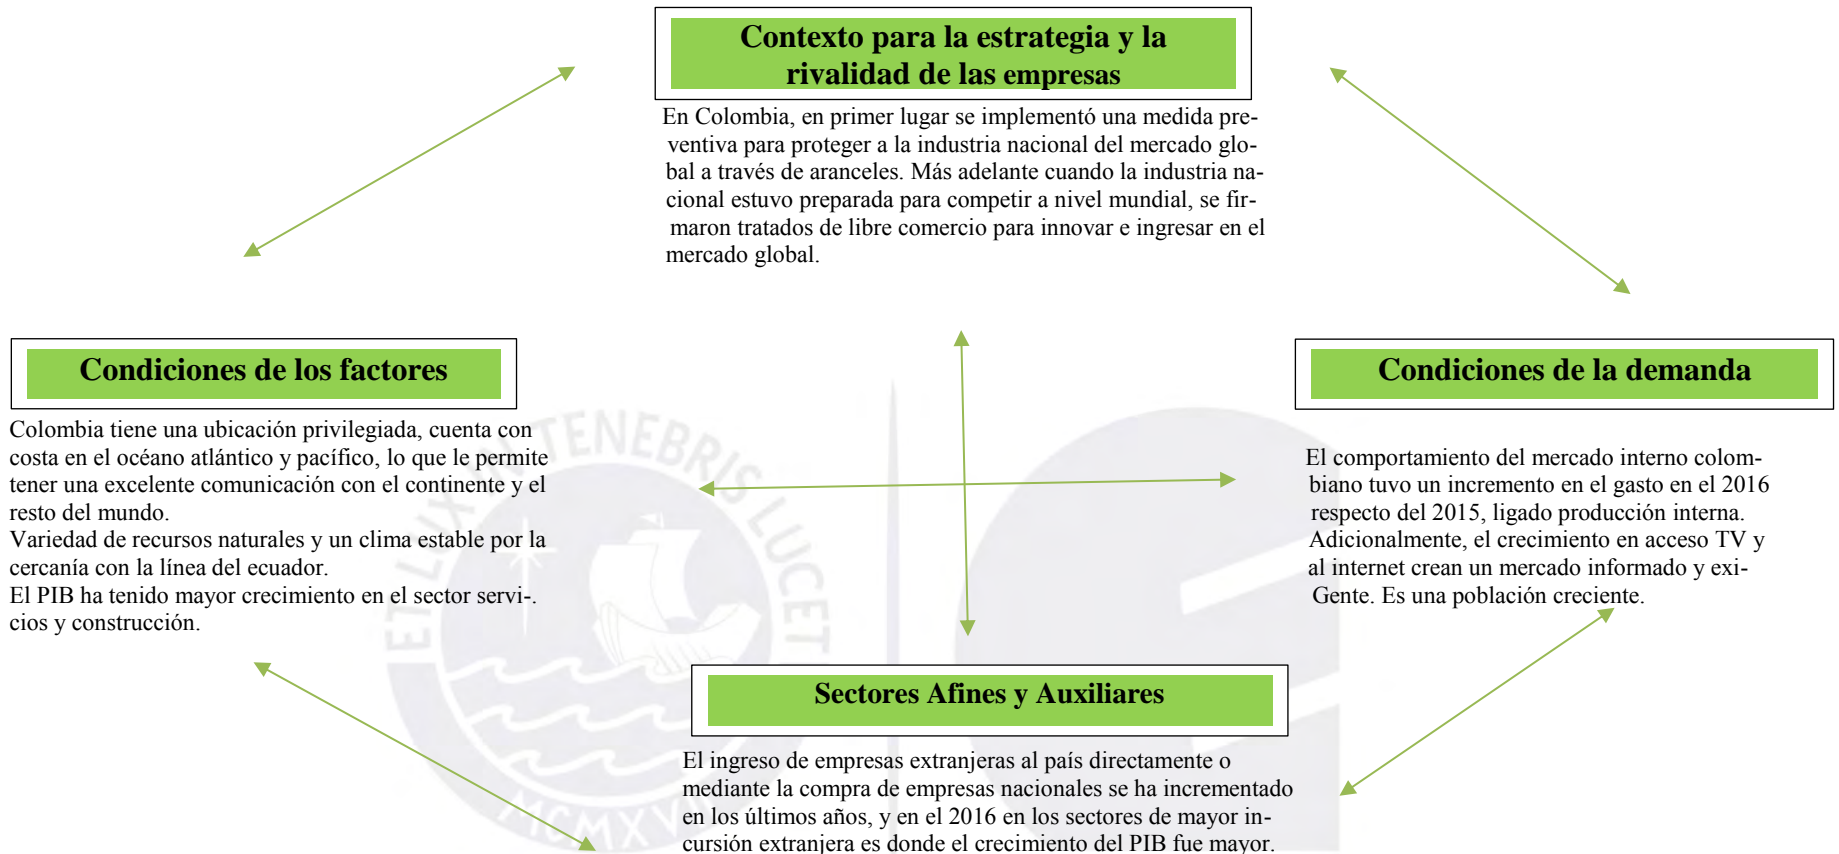 Contexto para la estrategia y la
rivalidad de las empresas
En Colombia, en primer lugar se implementó una medida pre-
ventiva para proteger a la industria nacional del mercado glo-
bal a través de aranceles. Más adelante cuando la industria na-
cional estuvo preparada para competir a nivel mundial, se fir-
maron tratados de libre comercio para innovar e ingresar en el
mercado global.
Condiciones de los factores
Colombia tiene una ubicación privilegiada, cuenta con
costa en el océano atlántico y pacífico, lo que le permite
tener una excelente comunicación con el continente y el
resto del mundo.
Variedad de recursos naturales y un clima estable por la
cercanía con la línea del ecuador.
El PIB ha tenido mayor crecimiento en el sector servi-.
cios y construcción.
Condiciones de la demanda
El comportamiento del mercado interno colom-
biano tuvo un incremento en el gasto en el 2016
respecto del 2015, ligado producción interna.
Adicionalmente, el crecimiento en acceso TV y
al internet crean un mercado informado y exi-
Gente. Es una población creciente.
Sectores Afines y Auxiliares
El ingreso de empresas extranjeras al país directamente o
mediante la compra de empresas nacionales se ha incrementado
en los últimos años, y en el 2016 en los sectores de mayor in-
cursión extranjera es donde el crecimiento del PIB fue mayor.
ET LUX IN TENEBRIS LUCET